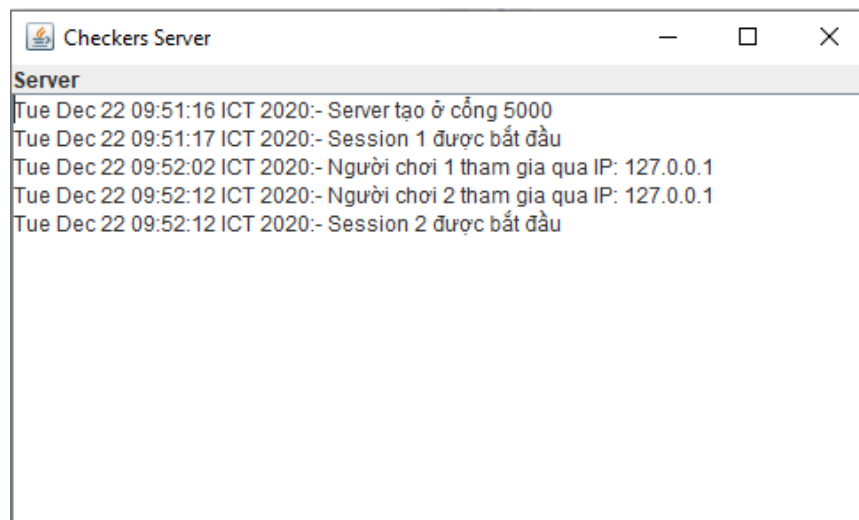 Checkers Server
Server
Tue Dec 22 09:51:16 ICT 2020:- Server tạo ở cổng 5000
Tue Dec 22 09:51:17 ICT 2020:- Session 1 được bắt đầu
Tue Dec 22 09:52:02 ICT 2020:- Người chơi 1 tham gia qua IP: 127.0.0.1
Tue Dec 22 09:52:12 ICT 2020:- Người chơi 2 tham gia qua IP: 127.0.0.1
Tue Dec 22 09:52:12 ICT 2020:- Session 2 được bắt đầu